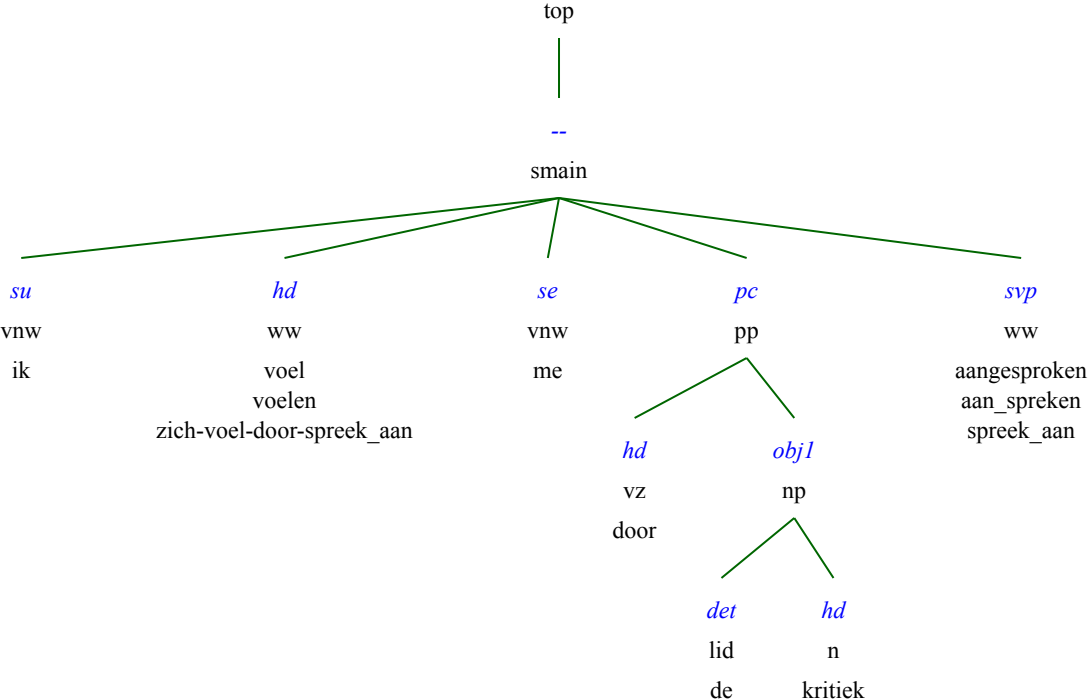 top
--
smain
su hd se pc svp
vnw ww vnw pp ww
ik voel me aangesproken
voelen aan_spreken
zich-voel-door-spreek_aan spreek_aan
hd obj1
vz np
door
det hd
lid n
de kritiek